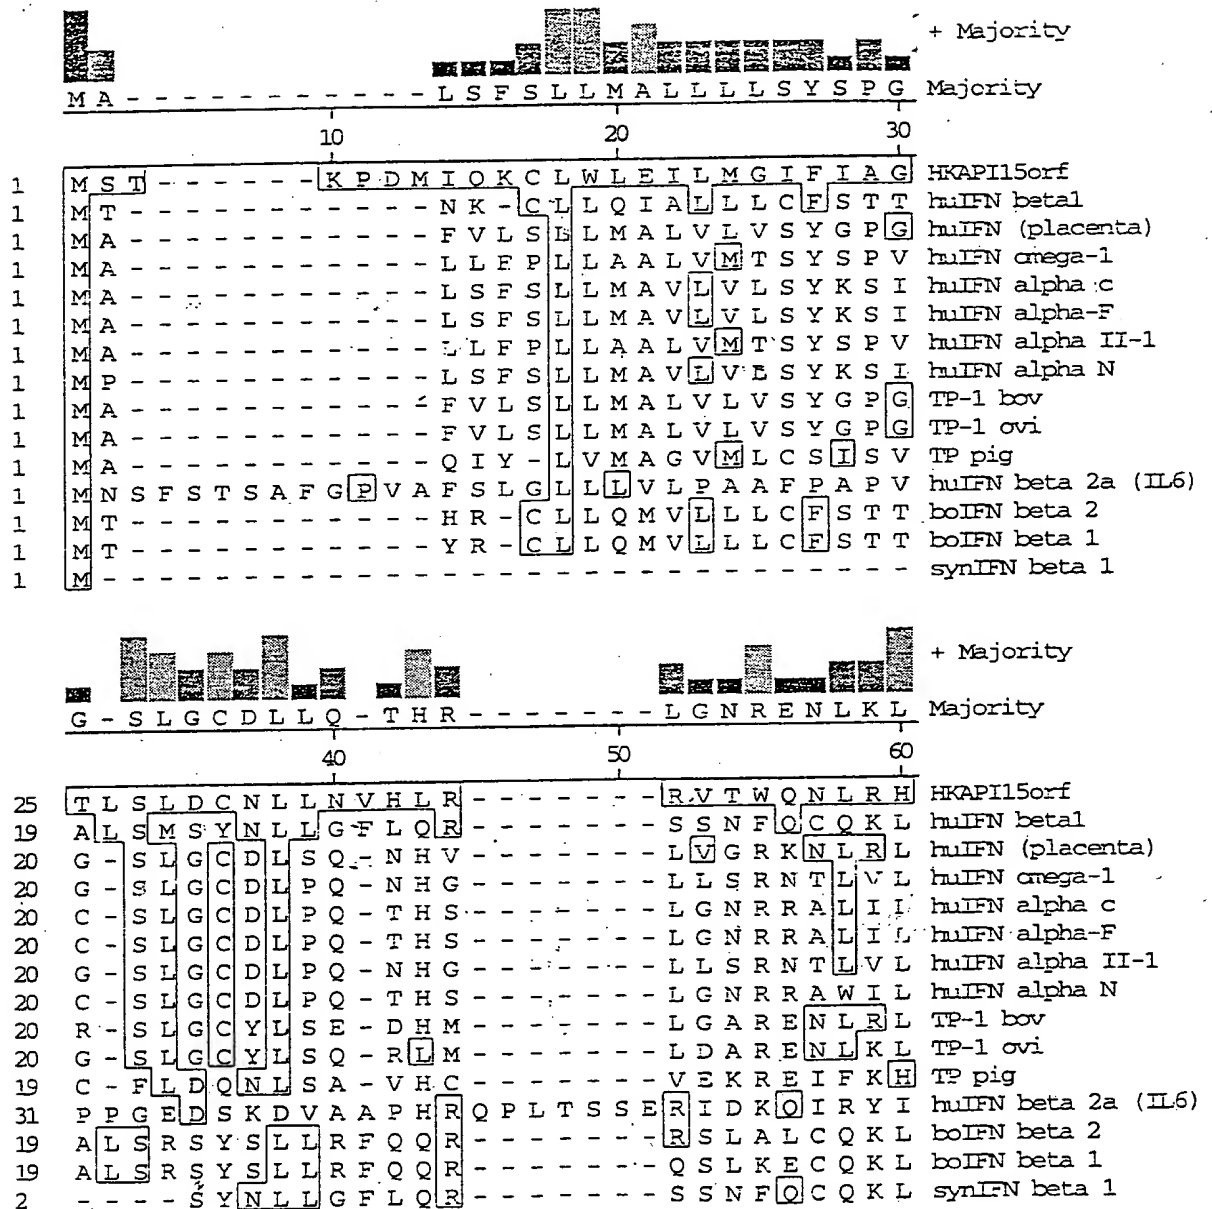 + Majority
M A - - - - - - - - - - - L S F S L L M A L L L L S Y S P G Majority
10 20 30
1 M S T - - - - - - K P D M I Q K C L W L E I L M G I F I A G HKAPI15orf
1 M T - - - - - - - - - - - N K - C L L Q I A L L L C F S T T huIFN beta1
1 M A - - - - - - - - - - - F V L S L L M A L V L V S Y G P G huIFN (placenta)
1 M A - - - - - - - - - - - L L F P L L A A L V M T S Y S P V huIFN omega-1
1 M A - - - - - - - - - - - L S F S L L M A V L V L S Y K S I huIFN alpha c
1 M A - - - - - - - - - - - L S F S L L M A V L V L S Y K S I huIFN alpha-F
1 M A - - - - - - - - - - - L L F P L L A A L V M T S Y S P V huIFN alpha II-1
1 M P - - - - - - - - - - - L S F S L L M A V L V L S Y K S I huIFN alpha N
1 M A - - - - - - - - - - - F V L S L L M A L V L V S Y G P G TP-1 bov
1 M A - - - - - - - - - - - F V L S L L M A L V L V S Y G P G TP-1 ovi
1 M A - - - - - - - - - - - Q I Y - L V M A G V M L C S I S V TP pig
1 M N S F S T S A F G P V A F S L G L L L V L P A A F P A P V huIFN beta 2a (IL6)
1 M T - - - - - - - - - - - H R - C L L Q M V L L L C F S T T boIFN beta 2
1 M T - - - - - - - - - - - Y R - C L L Q M V L L L C F S T T boIFN beta 1
1 M - - - - - - - - - - - - - - - - - - - - - - - - - - - - - synIFN beta 1
+ Majority
G - S L G C D L L Q - T H R - - - - - - - L G N R E N L K L Majority
40 50 60
25 T L S L D C N L L N V H L R - - - - - - - R V T W Q N L R H HKAPI15orf
19 A L S M S Y N L L G F L Q R - - - - - - - S S N F Q C Q K L huIFN beta1
20 G - S L G C D L S Q - N H V - - - - - - - L V G R K N L R L huIFN (placenta)
20 G - S L G C D L P Q - N H G - - - - - - - L L S R N T L V L huIFN omega-1
20 C - S L G C D L P Q - T H S - - - - - - - L G N R R A L I L huIFN alpha c
20 C - S L G C D L P Q - T H S - - - - - - - L G N R R A L I L huIFN alpha-F
20 G - S L G C D L P Q - N H G - - - - - - - L L S R N T L V L huIFN alpha II-1
20 C - S L G C D L P Q - T H S - - - - - - - L G N R R A W I L huIFN alpha N
20 R - S L G C Y L S E - D H M - - - - - - - L G A R E N L R L TP-1 bov
20 G - S L G C Y L S Q - R L M - - - - - - - L D A R E N L K L TP-1 ovi
19 C - F L D Q N L S A - V H C - - - - - - - V E K R E I F K H TP pig
31 P P G E D S K D V A A P H R Q P L T S S E R I D K Q I R Y I huIFN beta 2a (IL6)
19 A L S R S Y S L L R F Q Q R - - - - - - - R S L A L C Q K L boIFN beta 2
19 A L S R S Y S L L R F Q Q R - - - - - - - Q S L K E C Q K L boIFN beta 1
2 - - - - S Y N L L G F L Q R - - - - - - - S S N F Q C Q K L synIFN beta 1